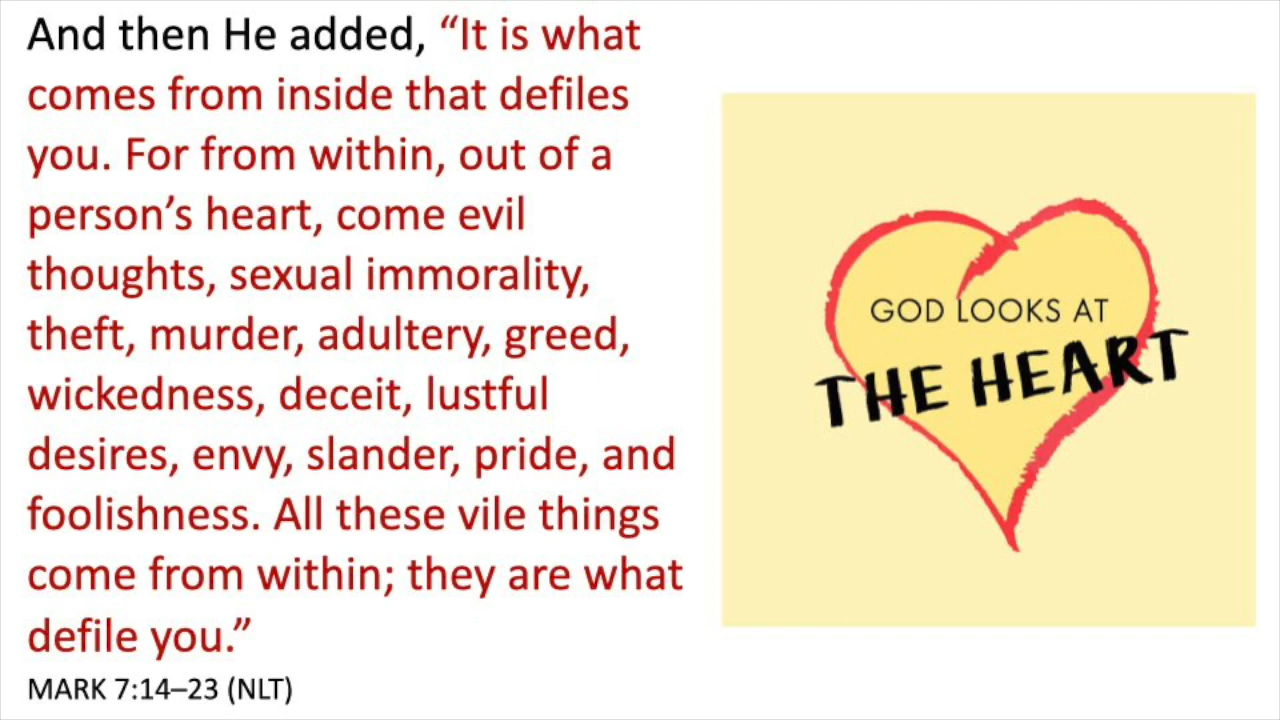 And then He added, “It is what
comes from inside that defiles
you. For from within, out of a
person’s heart, come evil
thoughts, sexual immorality,
theft, murder, adultery, greed,
wickedness, deceit, lustful
desires, envy, slander, pride, and
foolishness. All these vile things
come from within; they are what
defile you.”
MARK 7:14–23 (NLT)
GOD LOOKS AT
THE HEART